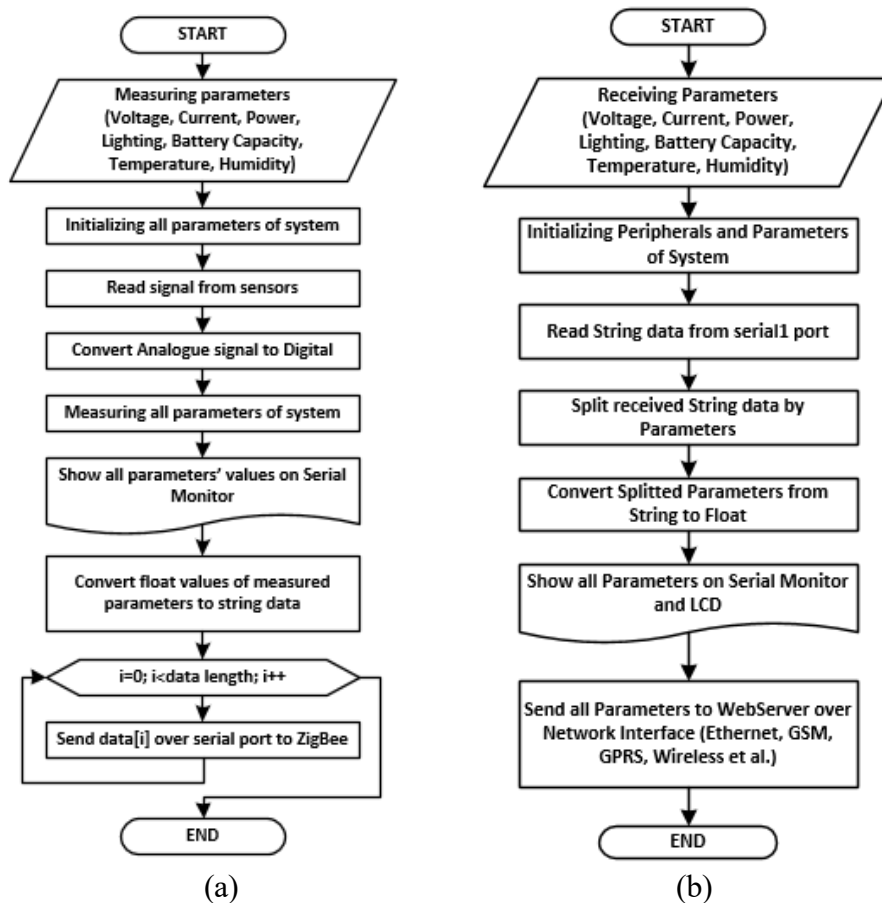 START
Measuring parameters
(Voltage, Current, Power,
Lighting, Battery Capacity,
Temperature, Humidity)
Initializing all parameters of system
Read signal from sensors
Convert Analogue signal to Digital
Measuring all parameters of system
Show all parameters’ values on Serial
Monitor
Convert float values of measured
parameters to string data
i=0; i<data length; i++
Send data[i] over serial port to ZigBee
END
(a)
START
Receiving Parameters
(Voltage, Current, Power,
Lighting, Battery Capacity,
Temperature, Humidity)
Initializing Peripherals and Parameters
of System
Read String data from serial1 port
Split received String data by
Parameters
Convert Splitted Parameters from
String to Float
Show all Parameters on Serial Monitor
and LCD
Send all Parameters to WebServer over
Network Interface (Ethernet, GSM,
GPRS, Wireless et al.)
END
(b)